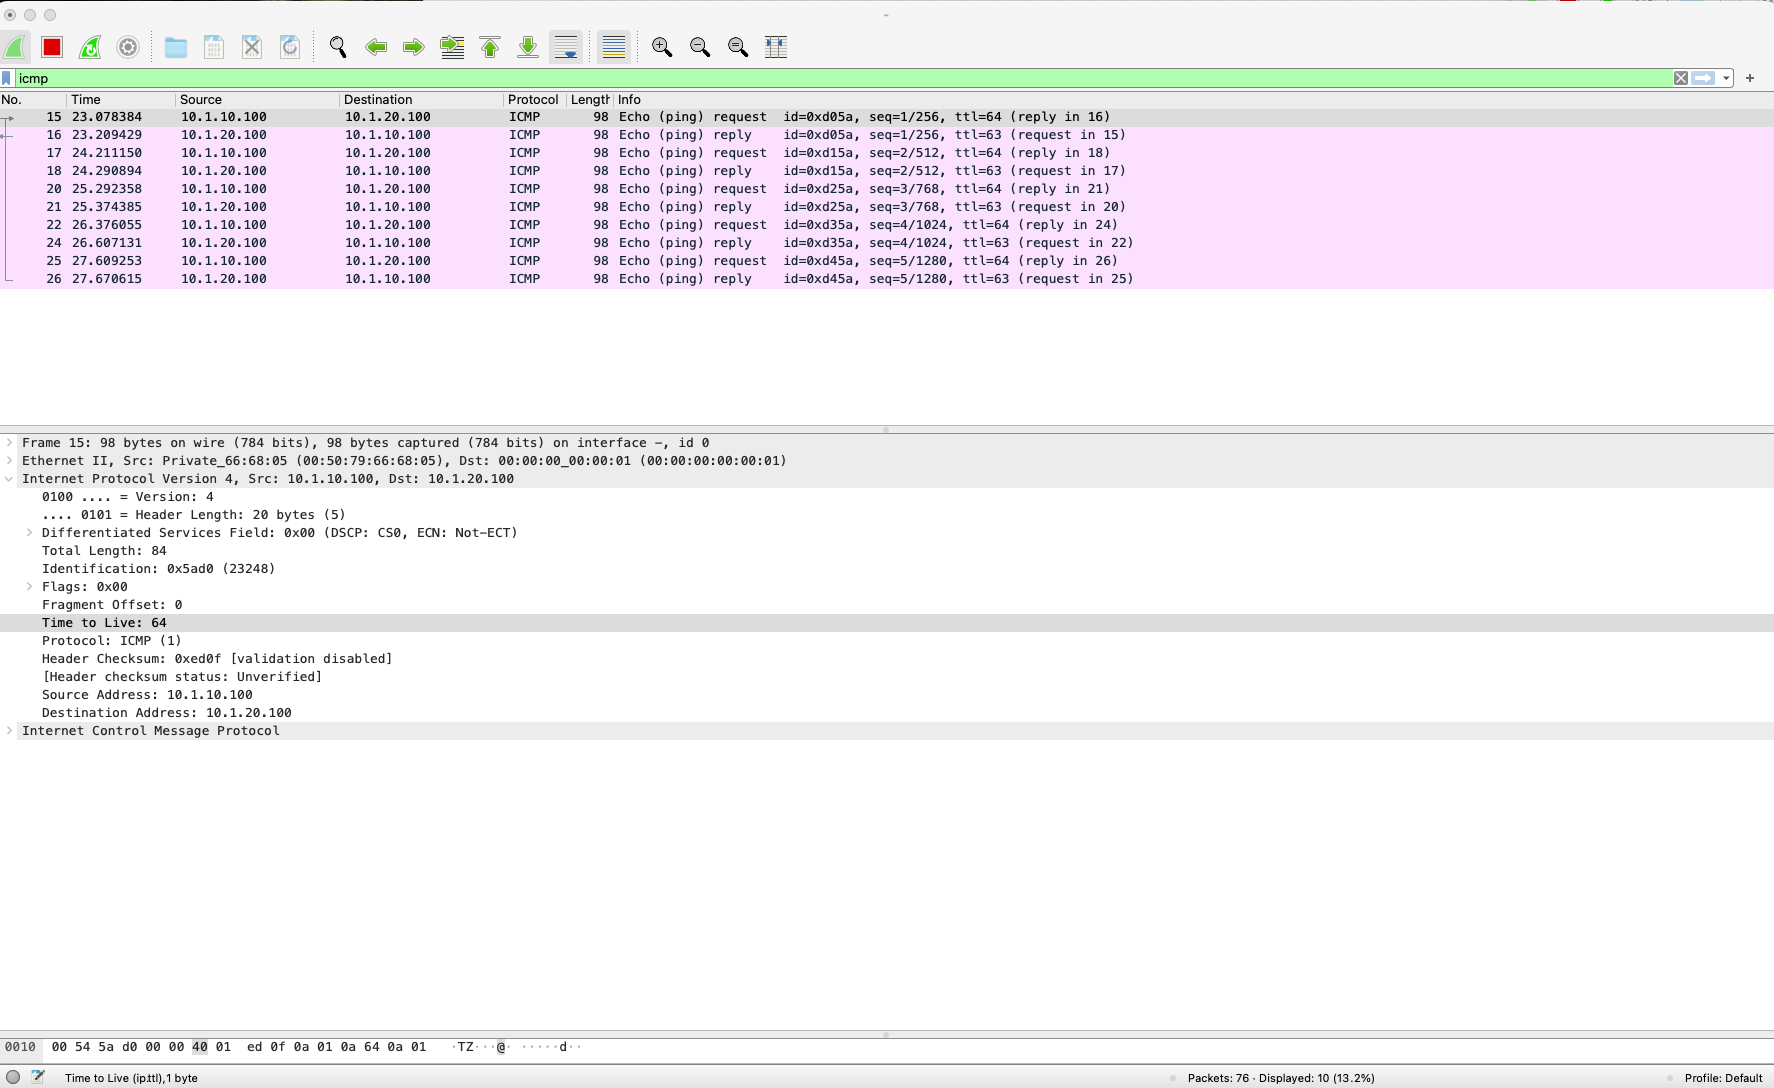 icmp
No. Time Source Destination Protocol Length Info
15 23.078384 10.1.10.100 10.1.20.100 ICMP 98 Echo (ping) request id=0xd05a, seq=1/256, ttl=64 (reply in 16)
16 23.209429 10.1.20.100 10.1.10.100 ICMP 98 Echo (ping) reply id=0xd05a, seq=1/256, ttl=63 (request in 15)
17 24.211150 10.1.10.100 10.1.20.100 ICMP 98 Echo (ping) request id=0xd15a, seq=2/512, ttl=64 (reply in 18)
18 24.290894 10.1.20.100 10.1.10.100 ICMP 98 Echo (ping) reply id=0xd15a, seq=2/512, ttl=63 (request in 17)
20 25.292358 10.1.10.100 10.1.20.100 ICMP 98 Echo (ping) request id=0xd25a, seq=3/768, ttl=64 (reply in 21)
21 25.374385 10.1.20.100 10.1.10.100 ICMP 98 Echo (ping) reply id=0xd25a, seq=3/768, ttl=63 (request in 20)
22 26.376055 10.1.10.100 10.1.20.100 ICMP 98 Echo (ping) request id=0xd35a, seq=4/1024, ttl=64 (reply in 24)
24 26.607131 10.1.20.100 10.1.10.100 ICMP 98 Echo (ping) reply id=0xd35a, seq=4/1024, ttl=63 (request in 22)
25 27.609253 10.1.10.100 10.1.20.100 ICMP 98 Echo (ping) request id=0xd45a, seq=5/1280, ttl=64 (reply in 26)
26 27.670615 10.1.20.100 10.1.10.100 ICMP 98 Echo (ping) reply id=0xd45a, seq=5/1280, ttl=63 (request in 25)
Frame 15: 98 bytes on wire (784 bits), 98 bytes captured (784 bits) on interface -, id 0
Ethernet II, Src: Private_66:68:05 (00:50:79:66:68:05), Dst: 00:00:00_00:00:01 (00:00:00:00:00:01)
Internet Protocol Version 4, Src: 10.1.10.100, Dst: 10.1.20.100
0100 .... = Version: 4
.... 0101 = Header Length: 20 bytes (5)
Differentiated Services Field: 0x00 (DSCP: CS0, ECN: Not-ECT)
Total Length: 84
Identification: 0x5ad0 (23248)
Flags: 0x00
Fragment Offset: 0
Time to Live: 64
Protocol: ICMP (1)
Header Checksum: 0xed0f [validation disabled]
[Header checksum status: Unverified]
Source Address: 10.1.10.100
Destination Address: 10.1.20.100
Internet Control Message Protocol
0010 00 54 5a d0 00 00 40 01 ed 0f 0a 01 0a 64 0a 01 ·TZ···@· ·····d··
Time to Live (ip.ttl), 1 byte Packets: 76 · Displayed: 10 (13.2%) Profile: Default